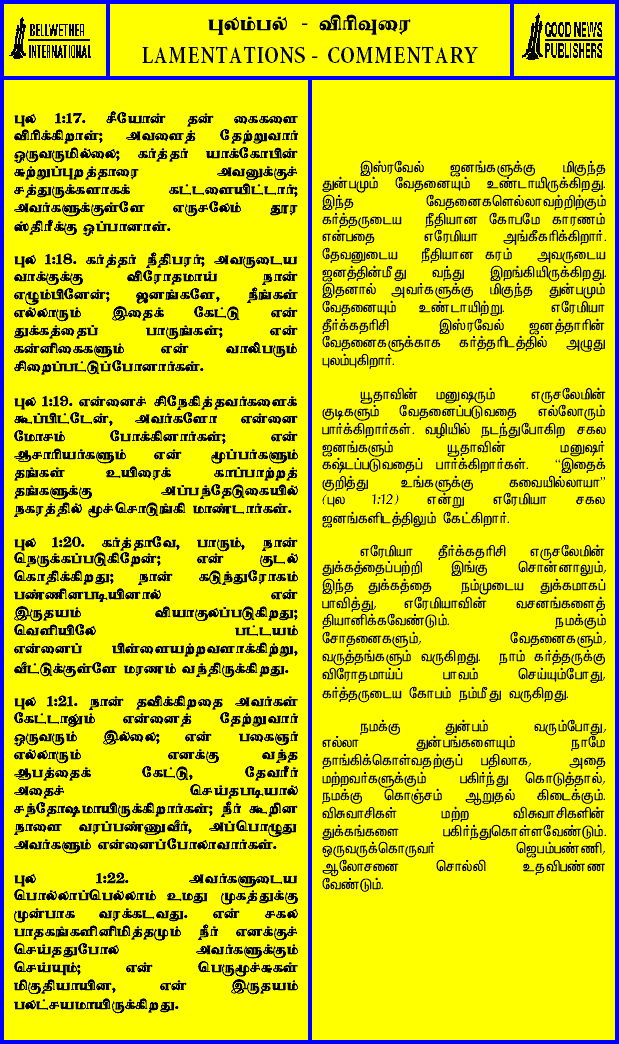 BELLWETHER
INTERNATIONAL
புலம்பல் - விரிவுரை
LAMENTATIONS - COMMENTARY
GOOD NEWS
PUBLISHERS
புல 1:17. சீயோன் தன் கைகளை
விரிக்கிறாள்; அவளைத் தேற்றுவார்
ஒருவருமில்லை; கர்த்தர் யாக்கோபின்
சுற்றுப்புறத்தாரை அவனுக்குச்
சத்துருக்களாகக் கட்டளையிட்டார்;
அவர்களுக்குள்ளே எருசலேம் தூர
ஸ்திரீக்கு ஒப்பானாள்.
புல 1:18. கர்த்தர் நீதிபரர்; அவருடைய
வாக்குக்கு விரோதமாய் நான்
எழும்பினேன்; ஜனங்களே, நீங்கள்
எல்லாரும் இதைக் கேட்டு என்
துக்கத்தைப் பாருங்கள்; என்
கன்னிகைகளும் என் வாலிபரும்
சிறைப்பட்டுப்போனார்கள்.
புல 1:19. என்னைச் சிநேகித்தவர்களைக்
கூப்பிட்டேன், அவர்களோ என்னை
மோசம் போக்கினார்கள்; என்
ஆசாரியர்களும் என் மூப்பர்களும்
தங்கள் உயிரைக் காப்பாற்றத்
தங்களுக்கு அப்பந்தேடுகையில்
நகரத்தில் மூச்சொடுங்கி மாண்டார்கள்.
புல 1:20. கர்த்தாவே, பாரும், நான்
நெருக்கப்படுகிறேன்; என் குடல்
கொதிக்கிறது; நான் கடுந்துரோகம்
பண்ணினபடியினால் என்
இருதயம் வியாகுலப்படுகிறது;
வெளியிலே பட்டயம்
என்னைப் பிள்ளையற்றவளாக்கிற்று,
வீட்டுக்குள்ளே மரணம் வந்திருக்கிறது.
புல 1:21. நான் தவிக்கிறதை அவர்கள்
கேட்டாலும் என்னைத் தேற்றுவார்
ஒருவரும் இல்லை; என் பகைஞர்
எல்லாரும் எனக்கு வந்த
ஆபத்தைக் கேட்டு, தேவரீர்
அதைச் செய்தபடியால்
சந்தோஷமாயிருக்கிறார்கள்; நீர் கூறின
நாளை வரப்பண்ணுவீர், அப்பொழுது
அவர்களும் என்னைப்போலாவார்கள்.
புல 1:22. அவர்களுடைய
பொல்லாப்பெல்லாம் உமது முகத்துக்கு
முன்பாக வரக்கடவது. என் சகல
பாதகங்களினிமித்தமும் நீர் எனக்குச்
செய்ததுபோல அவர்களுக்கும்
செய்யும்; என் பெருமூச்சுகள்
மிகுதியாயின, என் இருதயம்
பலட்சயமாயிருக்கிறது.
இஸ்ரவேல் ஜனங்களுக்கு மிகுந்த
துன்பமும் வேதனையும் உண்டாயிருக்கிறது.
இந்த வேதனைகளெல்லாவற்றிற்கும்
கர்த்தருடைய நீதியான கோபமே காரணம்
என்பதை எரேமியா அங்கீகரிக்கிறார்.
தேவனுடைய நீதியான கரம் அவருடைய
ஜனத்தின்மீது வந்து இறங்கியிருக்கிறது.
இதனால் அவர்களுக்கு மிகுந்த துன்பமும்
வேதனையும் உண்டாயிற்று. எரேமியா
தீர்க்கதரிசி இஸ்ரவேல் ஜனத்தாரின்
வேதனைகளுக்காக கர்த்தரிடத்தில் அழுது
புலம்புகிறார்.
யூதாவின் மனுஷரும் எருசலேமின்
குடிகளும் வேதனைப்படுவதை எல்லோரும்
பார்க்கிறார்கள். வழியில் நடந்துபோகிற சகல
ஜனங்களும் யூதாவின் மனுஷர்
கஷ்டப்படுவதைப் பார்க்கிறார்கள். "இதைக்
குறித்து உங்களுக்கு கவையில்லாயா"
(புல 1:12) என்று எரேமியா சகல
ஜனங்களிடத்திலும் கேட்கிறார்.
எரேமியா தீர்க்கதரிசி எருசலேமின்
துக்கத்தைப்பற்றி இங்கு சொன்னாலும்,
இந்த துக்கத்தை நம்முடைய துக்கமாகப்
பாவித்து, எரேமியாவின் வசனங்களைத்
தியானிக்கவேண்டும். நமக்கும்
சோதனைகளும், வேதனைகளும்,
வருத்தங்களும் வருகிறது. நாம் கர்த்தருக்கு
விரோதமாய்ப் பாவம் செய்யும்போது,
கர்த்தருடைய கோபம் நம்மீது வருகிறது.
நமக்கு துன்பம் வரும்போது,
எல்லா துன்பங்களையும் நாமே
தாங்கிக்கொள்வதற்குப் பதிலாக, அதை
மற்றவர்களுக்கும் பகிர்ந்து கொடுத்தால்,
நமக்கு கொஞ்சம் ஆறுதல் கிடைக்கும்.
விசுவாசிகள் மற்ற விசுவாசிகளின்
துக்கங்களை பகிர்ந்துகொள்ளவேண்டும்.
ஒருவருக்கொருவர் ஜெபம்பண்ணி,
ஆலோசனை சொல்லி உதவிபண்ண
வேண்டும்.